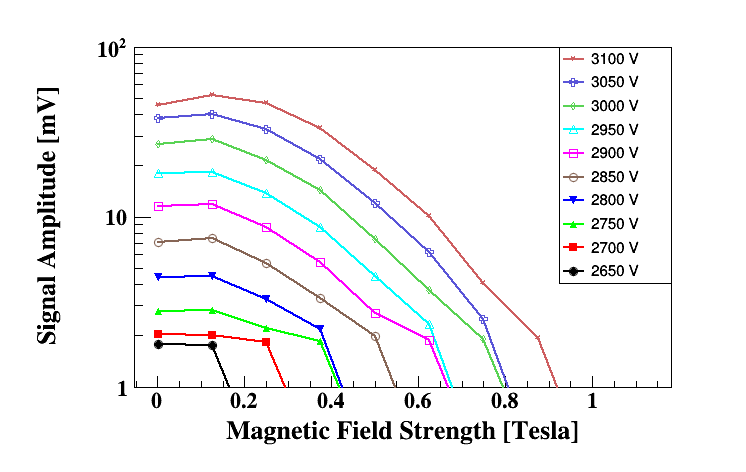 10²
10
1
Signal Amplitude [mV]
3100 V
3050 V
3000 V
2950 V
2900 V
2850 V
2800 V
2750 V
2700 V
2650 V
0 0.2 0.4 0.6 0.8 1
Magnetic Field Strength [Tesla]